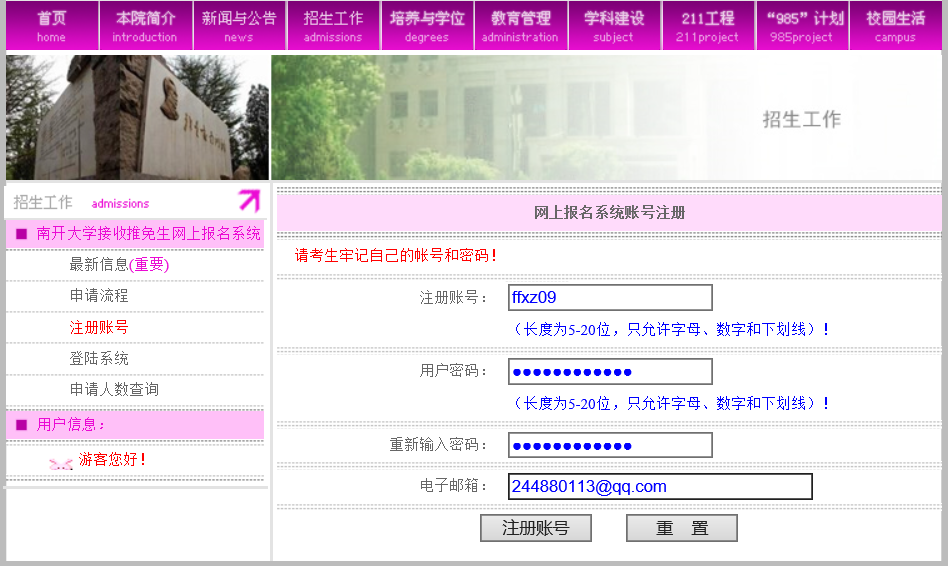 首页 本院简介 新闻与公告 招生工作 培养与学位 教育管理 学科建设 211工程 “985”计划 校园生活
home introduction news admissions degrees administration subject 211project 985project campus
招生工作
招生工作 admissions
南开大学接收推免生网上报名系统
最新信息(重要)
申请流程
注册账号
登陆系统
申请人数查询
用户信息：
游客您好！
网上报名系统账号注册
请考生牢记自己的帐号和密码！
注册账号： ffxz09
（长度为5-20位，只允许字母、数字和下划线）！
用户密码： ●●●●●●●●●●●●
（长度为5-20位，只允许字母、数字和下划线）！
重新输入密码： ●●●●●●●●●●●●
电子邮箱： 244880113@qq.com
注册账号 重 置